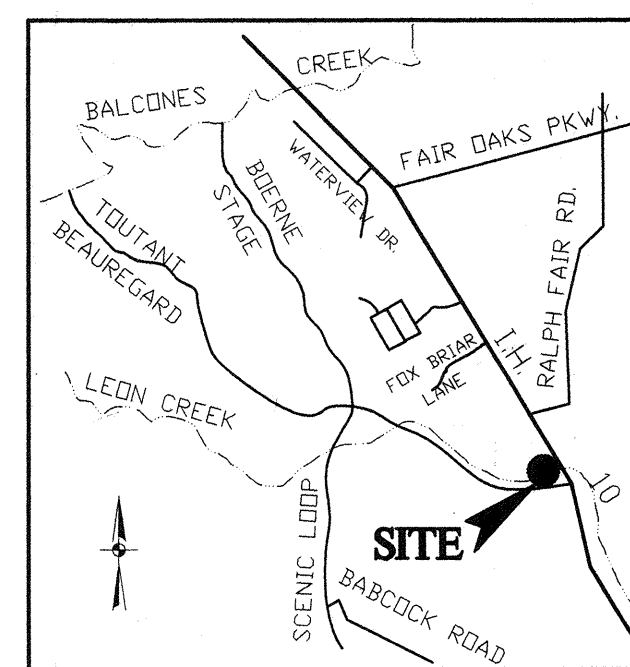 CREEK
BALCONES
FAIR OAKS PKWY.
WATERVIEW DR.
BOERNE
STAGE
TOUTANT
BEAUREGARD
RALPH FAIR RD.
I.H.
FOX BRIAR
LANE
LEON CREEK
10
SITE
SCENIC LOOP
BABCOCK ROAD